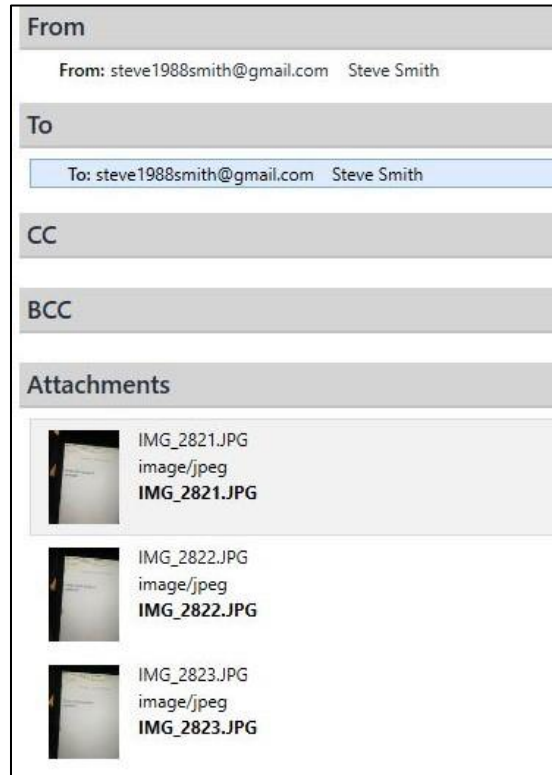 From
From: steve1988smith@gmail.com Steve Smith
To
To: steve1988smith@gmail.com Steve Smith
CC
BCC
Attachments
IMG_2821.JPG
image/jpeg
IMG_2821.JPG
IMG_2822.JPG
image/jpeg
IMG_2822.JPG
IMG_2823.JPG
image/jpeg
IMG_2823.JPG